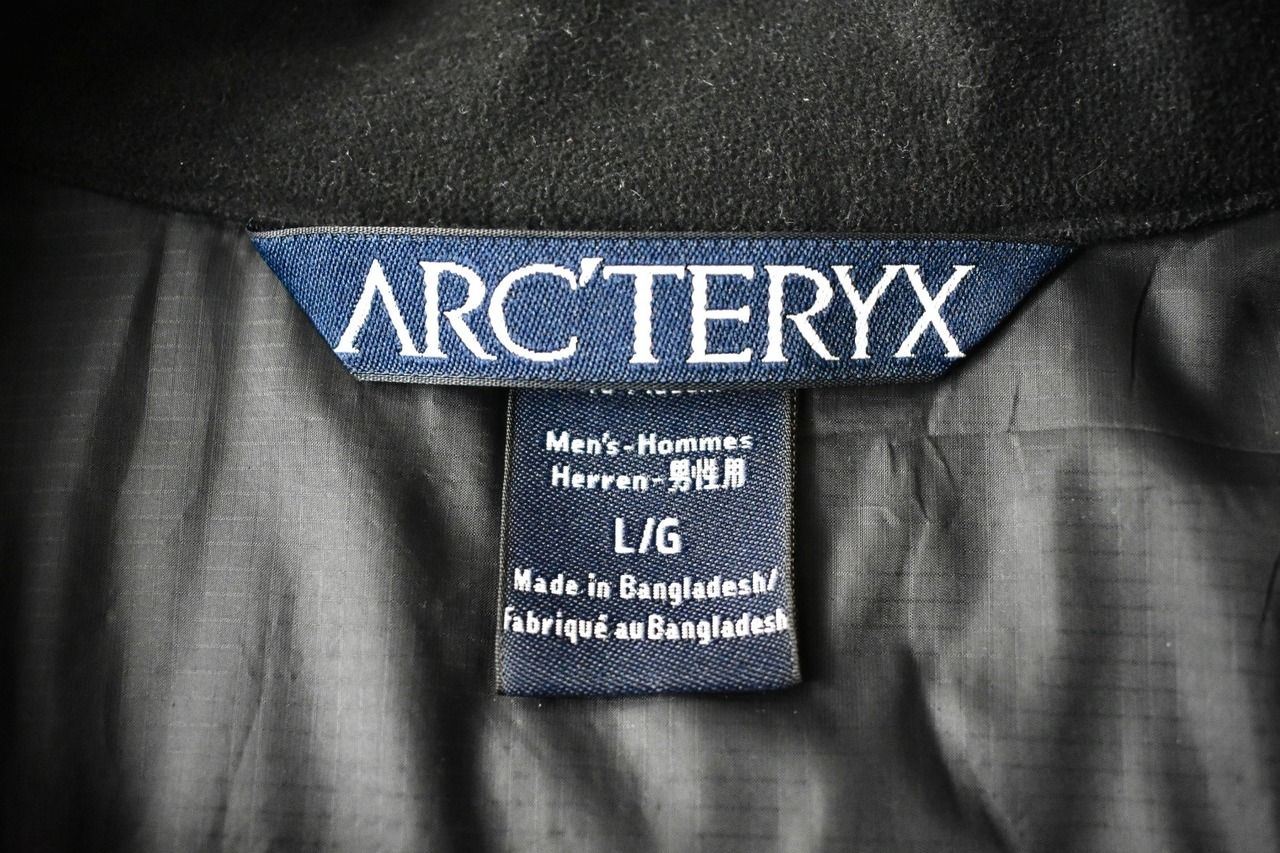 ARC'TERYX
Men's-Hommes
Herren-男性用
L/G
Made in Bangladesh/
Fabriqué au Bangladesh